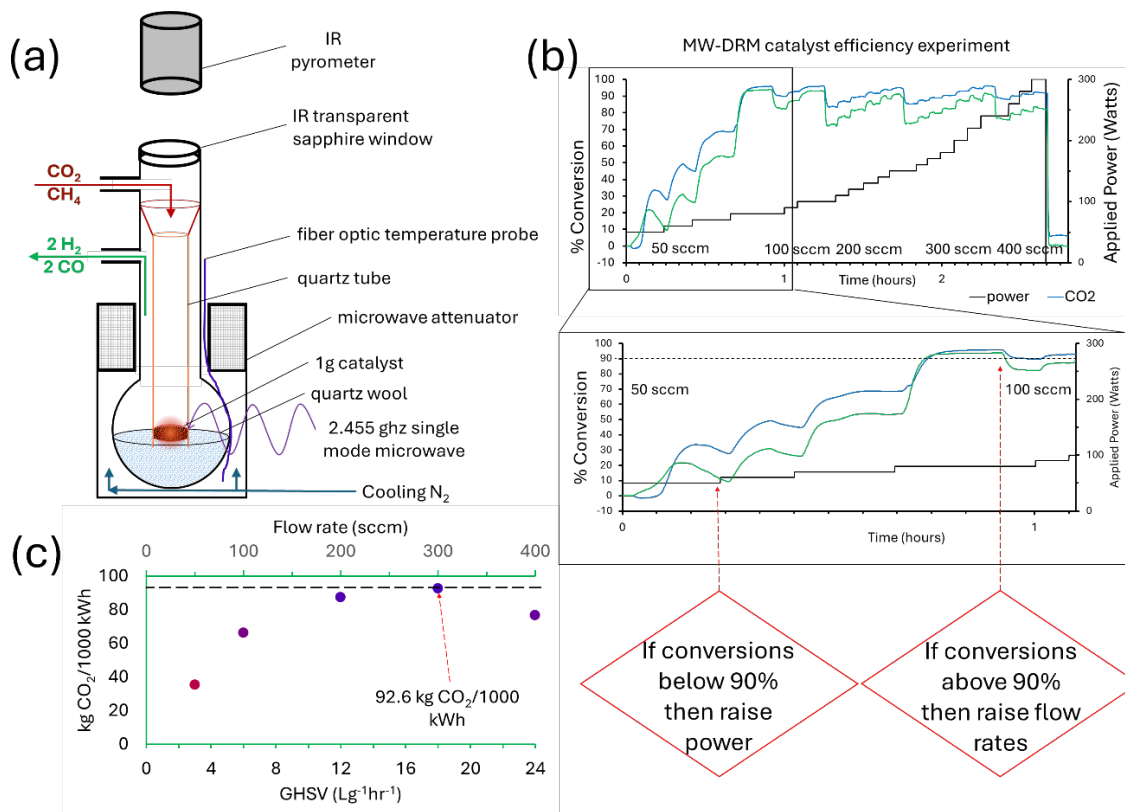 (a)
IR
pyrometer
IR transparent
sapphire window
CO₂
CH₄
2 H₂
2 CO
fiber optic temperature probe
quartz tube
microwave attenuator
1g catalyst
quartz wool
2.455 ghz single
mode microwave
Cooling N₂
(b)
MW-DRM catalyst efficiency experiment
% Conversion
100
90
80
70
60
50
40
30
20
10
0
-10
300
200
100
0
Applied Power (Watts)
50 sccm
100 sccm
200 sccm
300 sccm
400 sccm
0
1
2
Time (hours)
power
CO2
% Conversion
100
90
80
70
60
50
40
30
20
10
0
-10
300
200
100
0
Applied Power (Watts)
50 sccm
100 sccm
0
1
Time (hours)
If conversions
below 90%
then raise
power
If conversions
above 90%
then raise flow
rates
(c)
Flow rate (sccm)
0
100
200
300
400
kg CO₂/1000 kWh
100
80
60
40
20
0
92.6 kg CO₂/1000
kWh
0
4
8
12
16
20
24
GHSV (Lg⁻¹hr⁻¹)